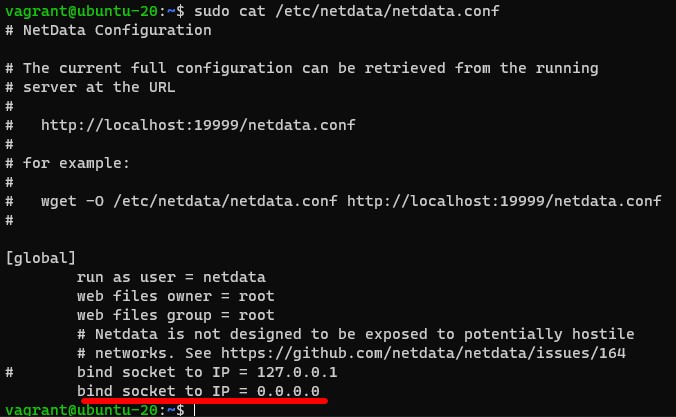 vagrant@ubuntu-20:~$ sudo cat /etc/netdata/netdata.conf
# NetData Configuration

# The current full configuration can be retrieved from the running
# server at the URL
#
#   http://localhost:19999/netdata.conf
#
# for example:
#
#   wget -O /etc/netdata/netdata.conf http://localhost:19999/netdata.conf
#

[global]
        run as user = netdata
        web files owner = root
        web files group = root
        # Netdata is not designed to be exposed to potentially hostile
        # networks. See https://github.com/netdata/netdata/issues/164
#       bind socket to IP = 127.0.0.1
        bind socket to IP = 0.0.0.0
vagrant@ubuntu-20:~$